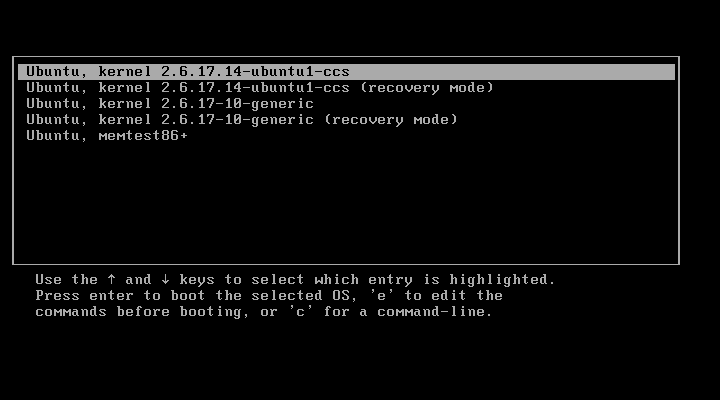 Ubuntu, kernel 2.6.17.14-ubuntu1-ccs
Ubuntu, kernel 2.6.17.14-ubuntu1-ccs (recovery mode)
Ubuntu, kernel 2.6.17-10-generic
Ubuntu, kernel 2.6.17-10-generic (recovery mode)
Ubuntu, memtest86+
Use the ↑ and ↓ keys to select which entry is highlighted.
Press enter to boot the selected OS, 'e' to edit the
commands before booting, or 'c' for a command-line.